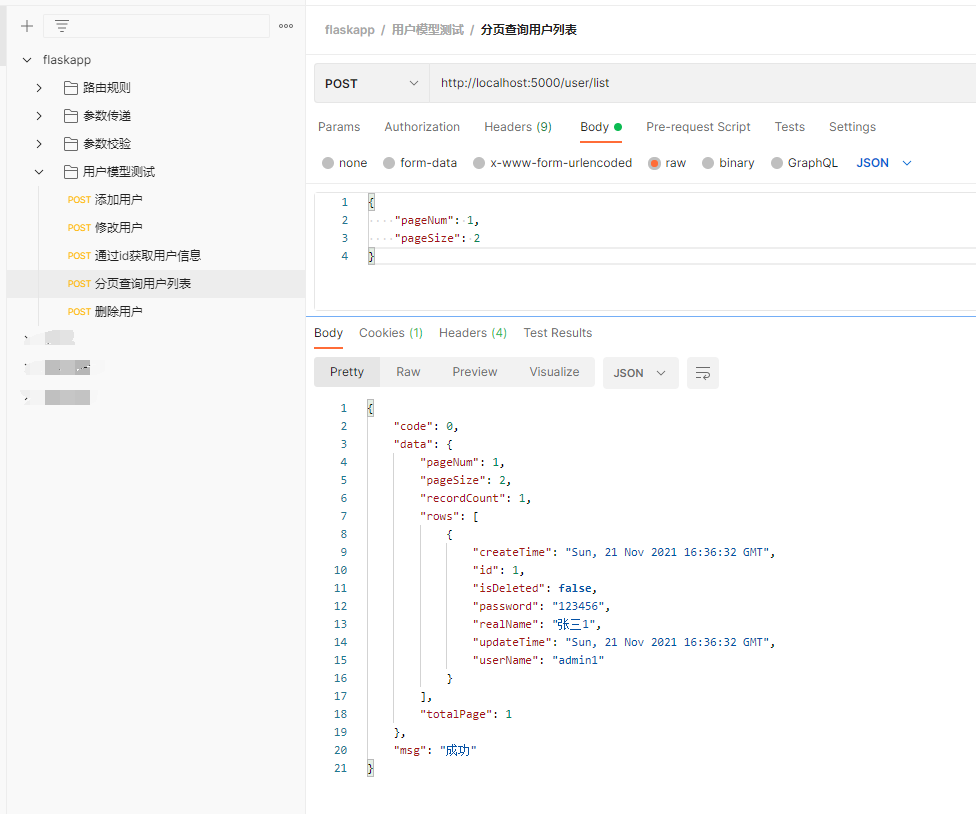 flaskapp
路由规则
参数传递
参数校验
用户模型测试
POST 添加用户
POST 修改用户
POST 通过id获取用户信息
POST 分页查询用户列表
POST 删除用户
flaskapp / 用户模型测试 / 分页查询用户列表
POST http://localhost:5000/user/list
Params Authorization Headers (9) Body Pre-request Script Tests Settings
none form-data x-www-form-urlencoded raw binary GraphQL JSON
1 {
2 "pageNum": 1,
3 "pageSize": 2
4 }
Body Cookies (1) Headers (4) Test Results
Pretty Raw Preview Visualize JSON
1 {
2 "code": 0,
3 "data": {
4 "pageNum": 1,
5 "pageSize": 2,
6 "recordCount": 1,
7 "rows": [
8 {
9 "createTime": "Sun, 21 Nov 2021 16:36:32 GMT",
10 "id": 1,
11 "isDeleted": false,
12 "password": "123456",
13 "realName": "张三1",
14 "updateTime": "Sun, 21 Nov 2021 16:36:32 GMT",
15 "userName": "admin1"
16 }
17 ],
18 "totalPage": 1
19 },
20 "msg": "成功"
21 }